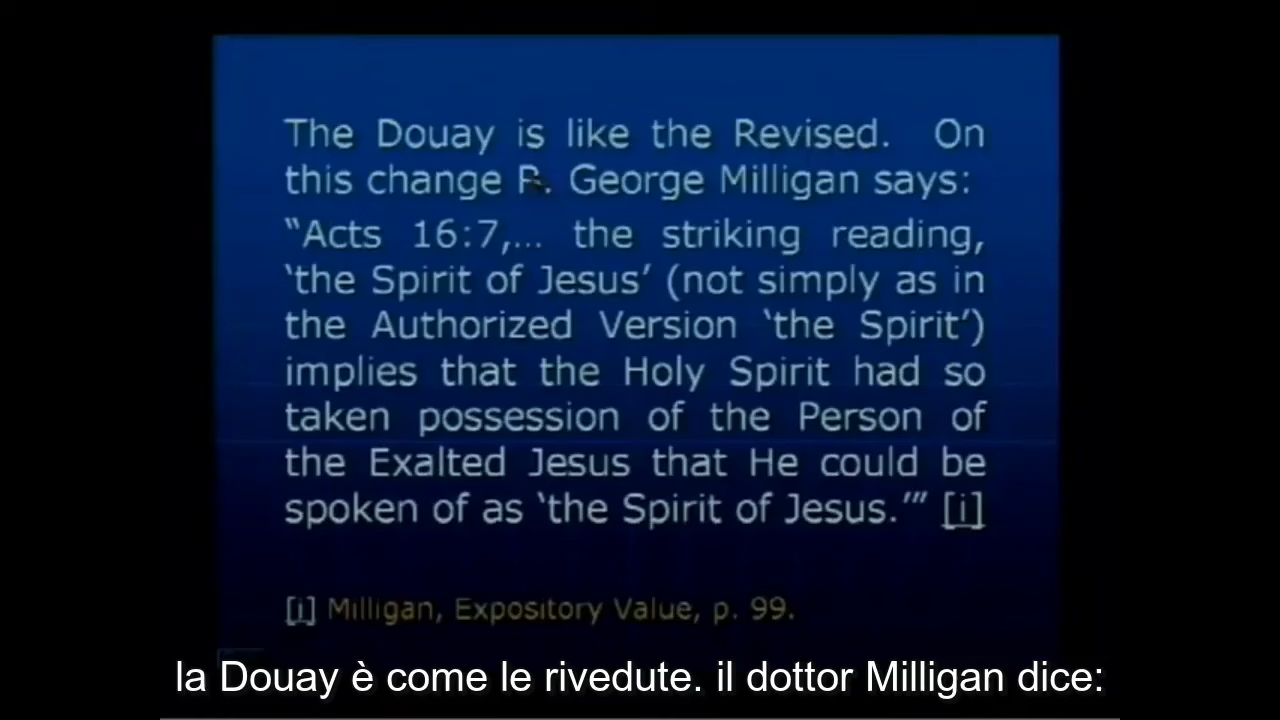 The Douay is like the Revised. On
this change R. George Milligan says:
“Acts 16:7,... the striking reading,
‘the Spirit of Jesus’ (not simply as in
the Authorized Version ‘the Spirit’)
implies that the Holy Spirit had so
taken possession of the Person of
the Exalted Jesus that He could be
spoken of as ‘the Spirit of Jesus.’” [i]
[i] Milligan, Expository Value, p. 99.
la Douay è come le rivedute. il dottor Milligan dice: